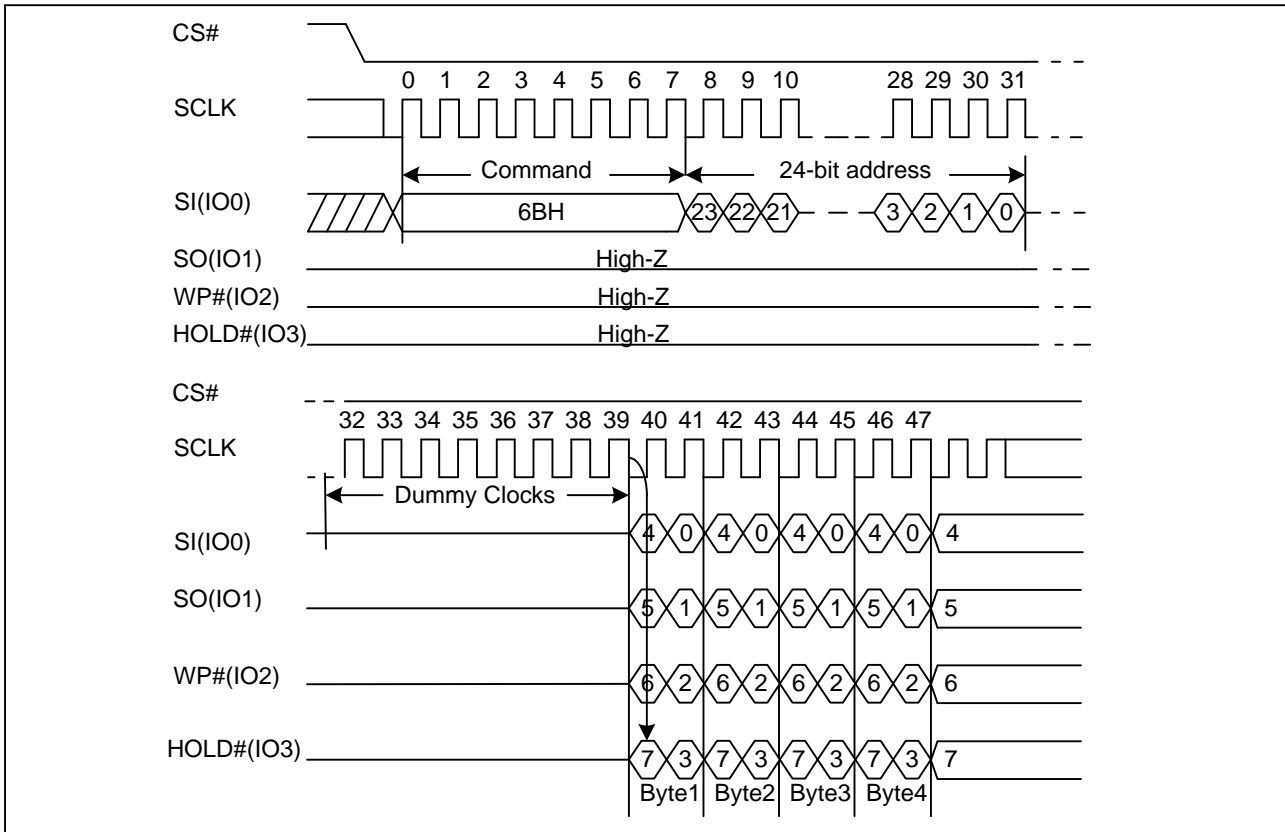 CS#
0 1 2 3 4 5 6 7 8 9 10 28 29 30 31
SCLK
Command 24-bit address
SI(IO0) 6BH 23 22 21 3 2 1 0
SO(IO1) High-Z
WP#(IO2) High-Z
HOLD#(IO3) High-Z
CS#
32 33 34 35 36 37 38 39 40 41 42 43 44 45 46 47
SCLK
Dummy Clocks
SI(IO0) 4 0 4 0 4 0 4 0 4
SO(IO1) 5 1 5 1 5 1 5 1 5
WP#(IO2) 6 2 6 2 6 2 6 2 6
HOLD#(IO3) 7 3 7 3 7 3 7 3 7
Byte1 Byte2 Byte3 Byte4